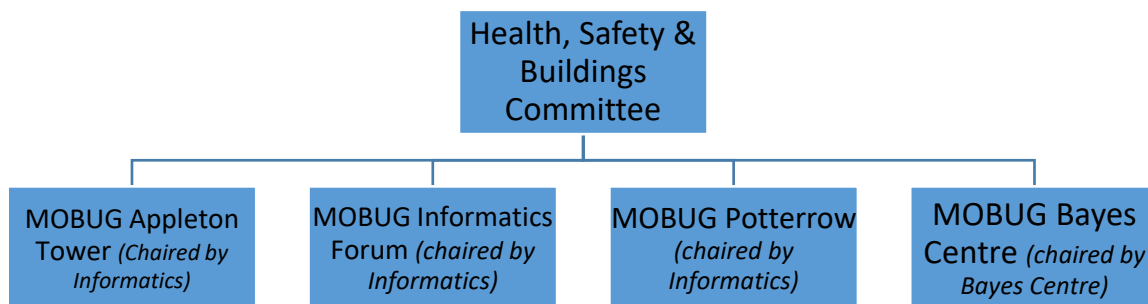 Health, Safety &
Buildings
Committee
MOBUG Appleton
Tower (Chaired by
Informatics)
MOBUG Informatics
Forum (chaired by
Informatics)
MOBUG Potterrow
(chaired by
Informatics)
MOBUG Bayes
Centre (chaired by
Bayes Centre)